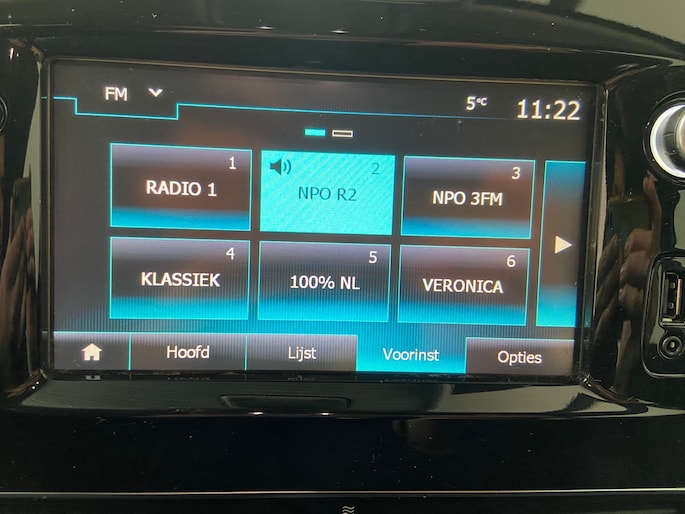 FM
5°C 11:22
1
RADIO 1
2
NPO R2
3
NPO 3FM
4
KLASSIEK
5
100% NL
6
VERONICA
Hoofd
Lijst
Voorinst
Opties